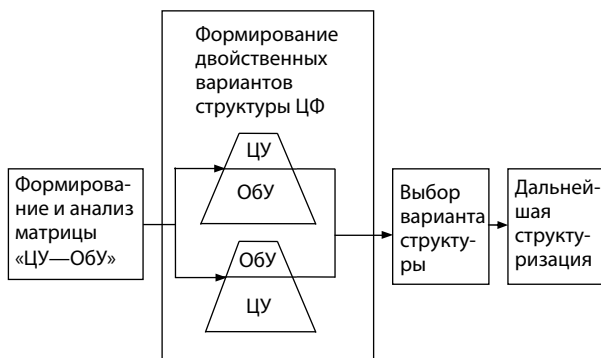 Формирование
двойственных
вариантов
структуры ЦФ
ЦУ
ОбУ
ОбУ
ЦУ
Формирова-
ние и анализ
матрицы
«ЦУ—ОбУ»
Выбор
варианта
структу-
ры
Дальней-
шая
структу-
ризация